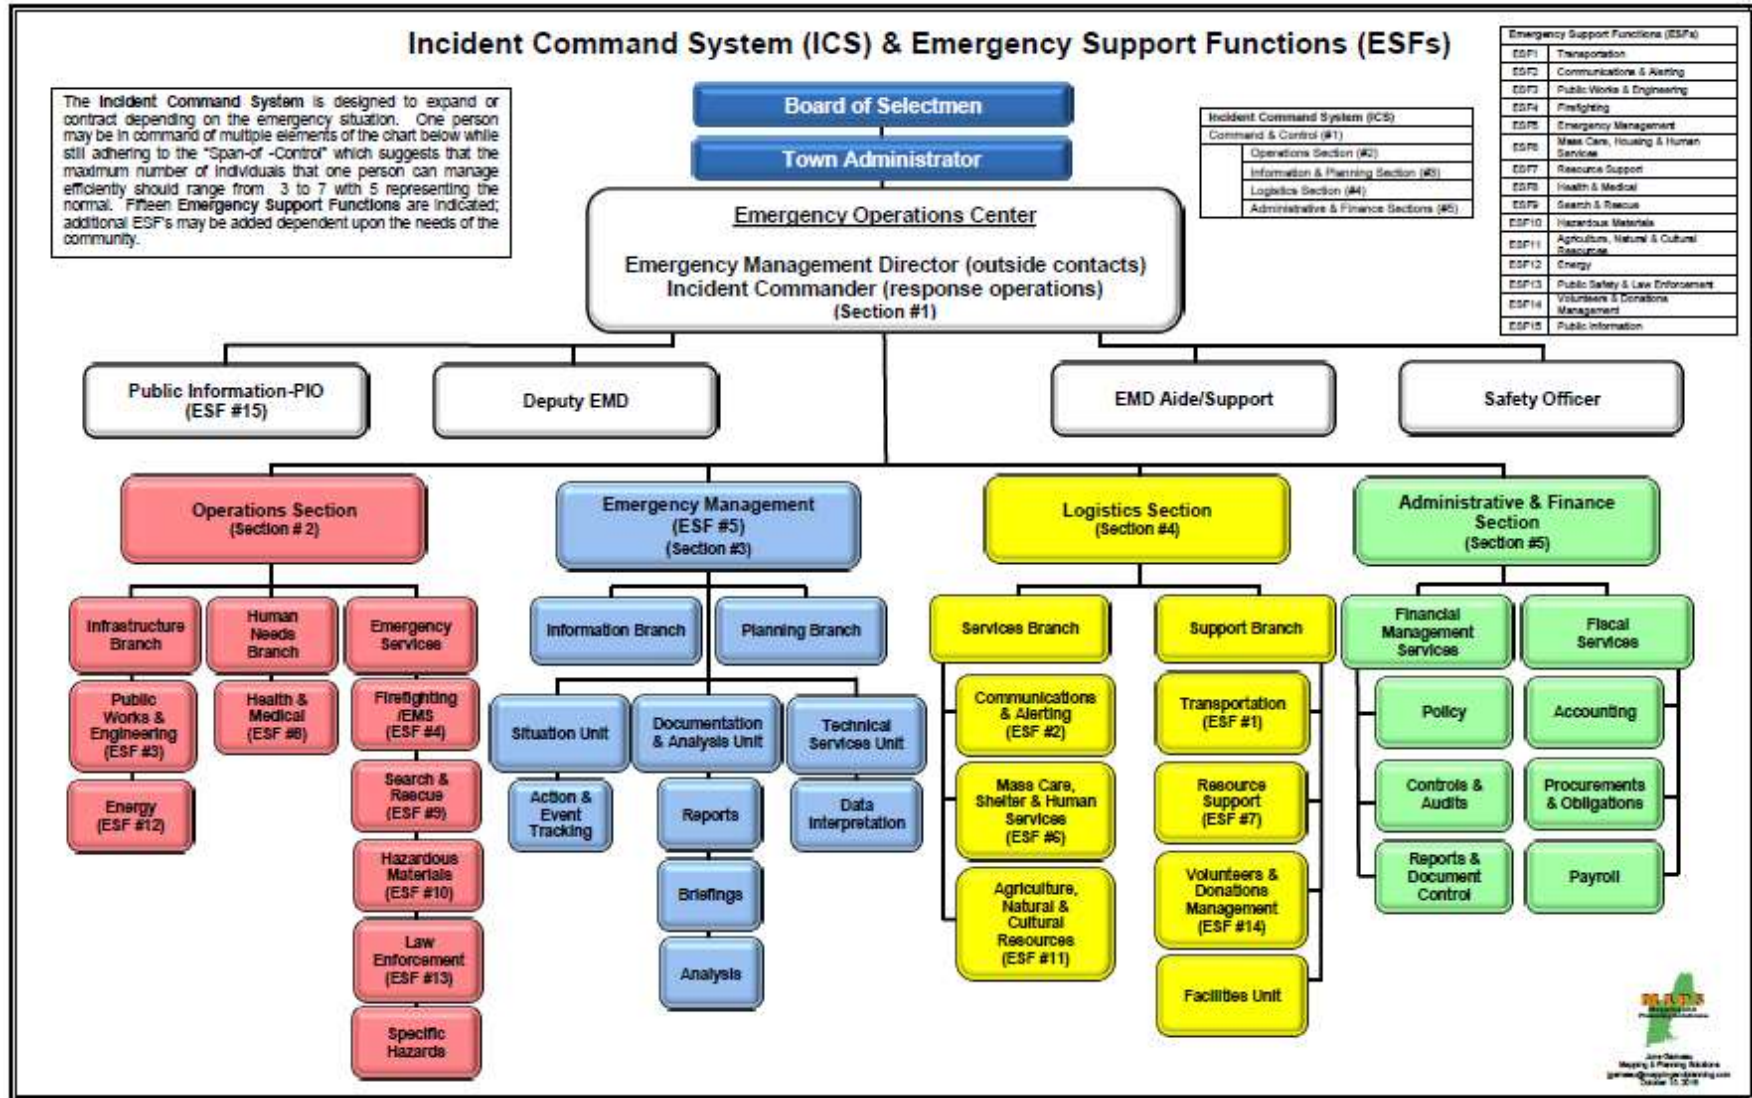 Incident Command System (ICS) & Emergency Support Functions (ESFs)
The Incident Command System is designed to expand or
contract depending on the emergency situation. One person
may be in command of multiple elements of the chart below while
still adhering to the "Span-of -Control" which suggests that the
maximum number of individuals that one person can manage
efficiently should range from 3 to 7 with 5 representing the
normal. Fifteen Emergency Support Functions are indicated;
additional ESF's may be added dependent upon the needs of the
community.
Board of Selectmen
Town Administrator
Emergency Operations Center
Emergency Management Director (outside contacts)
Incident Commander (response operations)
(Section #1)
Incident Command System (ICS)
Command & Control (#1)
Operations Section (#2)
Information & Planning Section (#3)
Logistics Section (#4)
Administrative & Finance Sections (#5)
Emergency Support Functions (ESFs)
ESF1 Transportation
ESF2 Communications & Alerting
ESF3 Public Works & Engineering
ESF4 Firefighting
ESF5 Emergency Management
ESF6 Mass Care, Housing & Human
Services
ESF7 Resource Support
ESF8 Health & Medical
ESF9 Search & Rescue
ESF10 Hazardous Materials
ESF11 Agriculture, Natural & Cultural
Resources
ESF12 Energy
ESF13 Public Safety & Law Enforcement
ESF14 Volunteers & Donations
Management
ESF15 Public Information
Public Information-PIO
(ESF #15)
Deputy EMD
EMD Aide/Support
Safety Officer
Operations Section
(Section # 2)
Infrastructure
Branch
Public
Works &
Engineering
(ESF #3)
Energy
(ESF #12)
Human
Needs
Branch
Health &
Medical
(ESF #8)
Emergency
Services
Firefighting
/EMS
(ESF #4)
Search &
Rescue
(ESF #9)
Hazardous
Materials
(ESF #10)
Law
Enforcement
(ESF #13)
Specific
Hazards
Emergency Management
(ESF #5)
(Section #3)
Information Branch
Planning Branch
Situation Unit
Action &
Event
Tracking
Documentation
& Analysis Unit
Reports
Briefings
Analysis
Technical
Services Unit
Data
Interpretation
Logistics Section
(Section #4)
Services Branch
Communications
& Alerting
(ESF #2)
Mass Care,
Shelter & Human
Services
(ESF #6)
Agriculture,
Natural &
Cultural
Resources
(ESF #11)
Support Branch
Transportation
(ESF #1)
Resource
Support
(ESF #7)
Volunteers &
Donations
Management
(ESF #14)
Facilities Unit
Administrative & Finance
Section
(Section #5)
Financial
Management
Services
Policy
Controls &
Audits
Reports &
Document
Control
Fiscal
Services
Accounting
Procurements
& Obligations
Payroll
Mapping & Planning Solutions